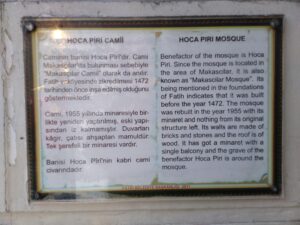 HOCA PIRI CAMİİ
Camiinin banisi Hoca Pîrî'dir. Cami
Makasçılar'da bulunması sebebiyle
"Makasçılar Camii" olarak da anılır.
Fatih vakfiyesinde zikredilmesi 1472
tarihinden önce inşa edilmiş olduğunu
göstermektedir.
Cami, 1955 yılında minaresiyle bir-
likte yeniden yaptırılmış, eski yapı-
sından iz kalmamıştır. Duvarları
kâgir, çatısı ahşaptan mamuldür.
Tek şerefeli bir minaresi vardır.
Banisi Hoca Pîrî'nin kabri cami
civarındadır.
HOCA PIRI MOSQUE
Benefactor of the mosque is Hoca
Piri. Since the mosque is located in
the area of Makascilar. It is also
known as "Makascilar Mosque". Its
being mentioned in the foundations
of Fatih indicates that it was built
before the year 1472. The mosque
was rebuilt in the year 1955 with its
minaret and nothing from its original
structure left. Its walls are made of
bricks and stones and the roof is of
wood. It has got a minaret with a
single balcony and the grave of the
benefactor Hoca Piri is around the
mosque.